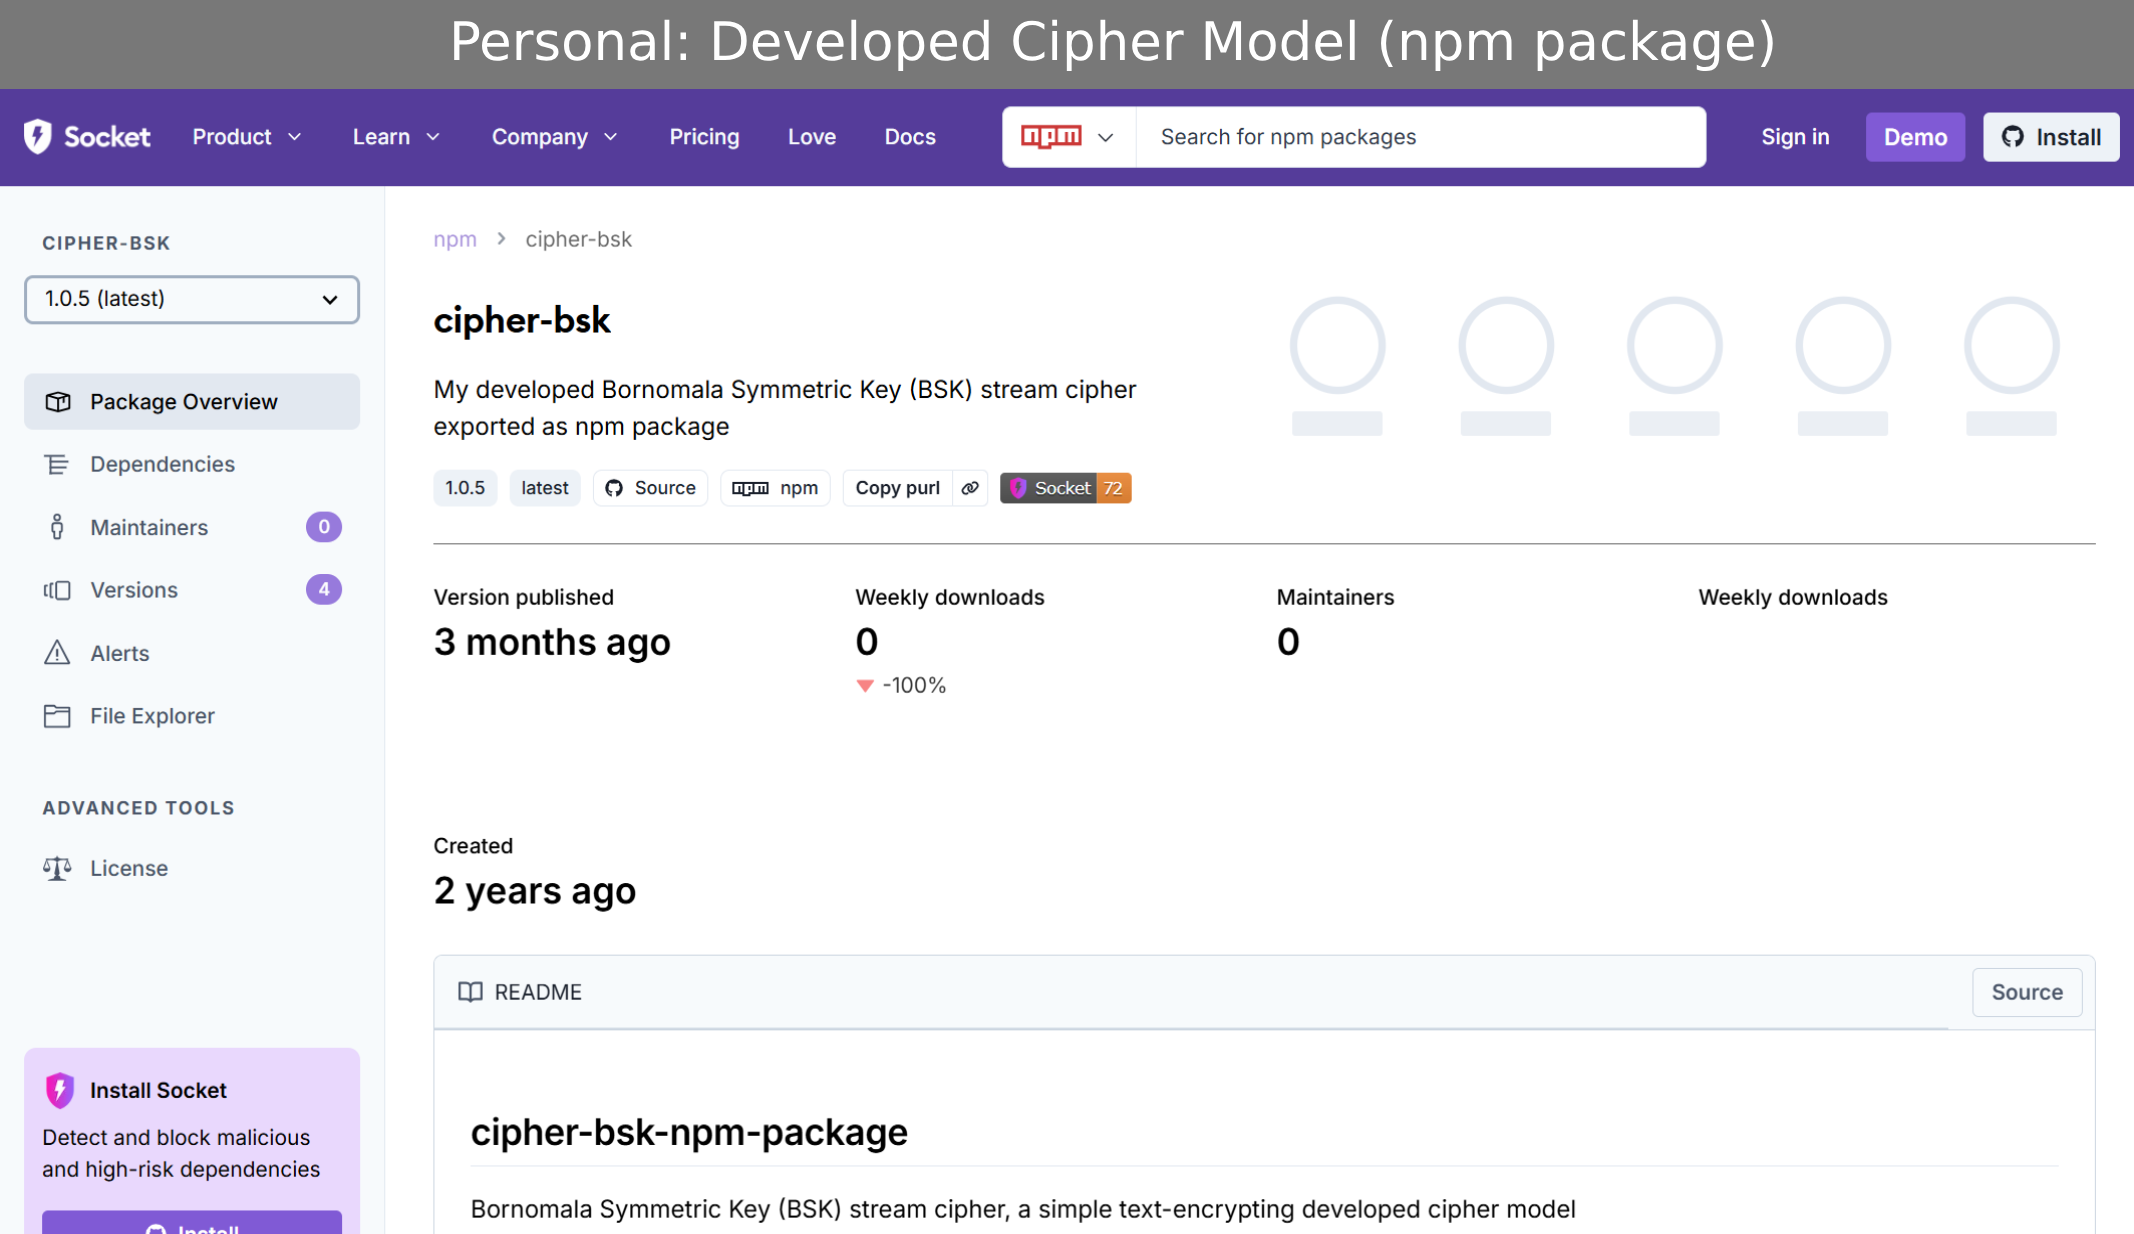 Personal: Developed Cipher Model (npm package)
Socket
Product
Learn
Company
Pricing
Love
Docs
npm
Search for npm packages
Sign in
Demo
Install
CIPHER-BSK
1.0.5 (latest)
Package Overview
Dependencies
Maintainers
0
Versions
4
Alerts
File Explorer
ADVANCED TOOLS
License
Install Socket
Detect and block malicious
and high-risk dependencies
Install
npm
cipher-bsk
cipher-bsk
My developed Bornomala Symmetric Key (BSK) stream cipher
exported as npm package
1.0.5
latest
Source
npm npm
Copy purl
Socket 72
Version published
3 months ago
Weekly downloads
0
-100%
Maintainers
0
Weekly downloads
Created
2 years ago
README
Source
cipher-bsk-npm-package
Bornomala Symmetric Key (BSK) stream cipher, a simple text-encrypting developed cipher model